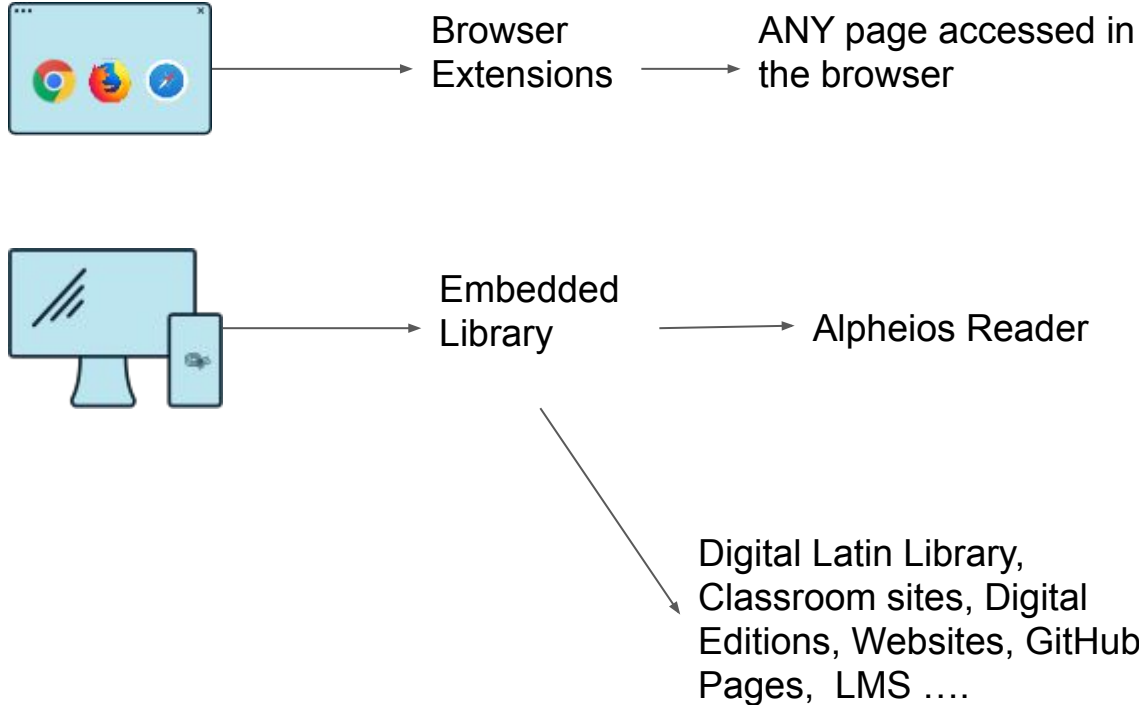 Browser
Extensions
ANY page accessed in
the browser
Embedded
Library
Alpheios Reader
Digital Latin Library,
Classroom sites, Digital
Editions, Websites, GitHub
Pages,  LMS ….